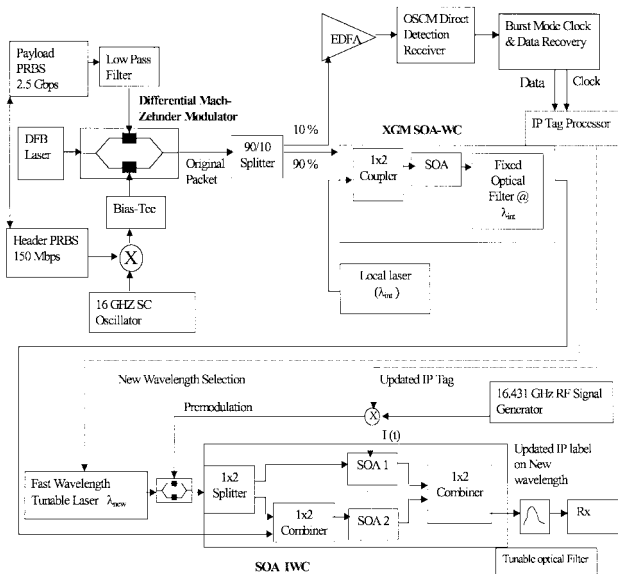 Payload
PRBS
2.5 Gbps
Low Pass
Filter
EDFA
OSCM Direct
Detection
Receiver
Burst Mode Clock
& Data Recovery
Data
Clock
IP Tag Processor
Differential Mach-
Zehnder Modulator
DFB
Laser
Original
Packet
90/10
Splitter
10 %
90 %
XGM SOA-WC
1x2
Coupler
SOA
Fixed
Optical
Filter @
λint
Bias-Tee
Header PRBS
150 Mbps
X
16 GHZ SC
Oscillator
Local laser
(λint )
New Wavelength Selection
Updated IP Tag
Premodulation
X
16.431 GHz RF Signal
Generator
I (t)
Fast Wavelength
Tunable Laser λnew
1x2
Splitter
SOA 1
1x2
Combiner
SOA 2
1x2
Combiner
Updated IP label
on New
wavelength
Rx
Tunable optical Filter
SOA IWC